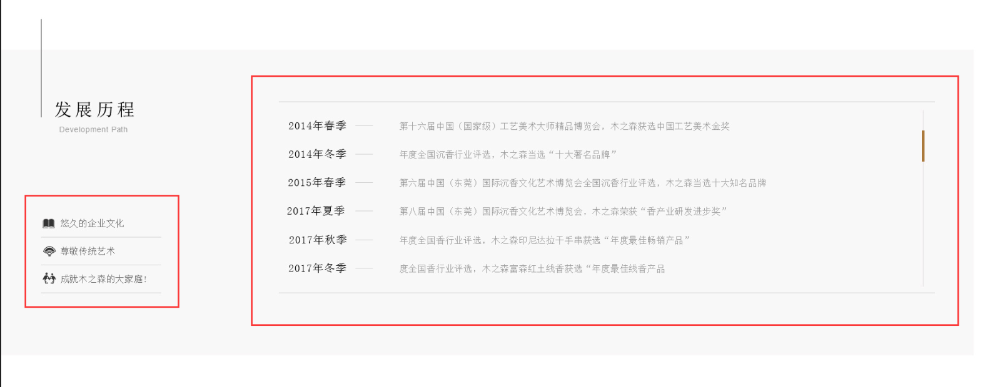 发展历程
Development Path
悠久的企业文化
尊敬传统艺术
成就木之森的大家庭!
2014年春季 第十六届中国（国家级）工艺美术大师精品博览会，木之森获选中国工艺美术金奖
2014年冬季 年度全国沉香行业评选，木之森当选“十大著名品牌”
2015年春季 第六届中国（东莞）国际沉香文化艺术博览会全国沉香行业评选，木之森当选十大知名品牌
2017年夏季 第八届中国（东莞）国际沉香文化艺术博览会，木之森荣获“香产业研发进步奖”
2017年秋季 年度全国香行业评选，木之森印尼达拉干手串获选“年度最佳畅销产品”
2017年冬季 度全国香行业评选，木之森富森红土线香获选“年度最佳线香产品